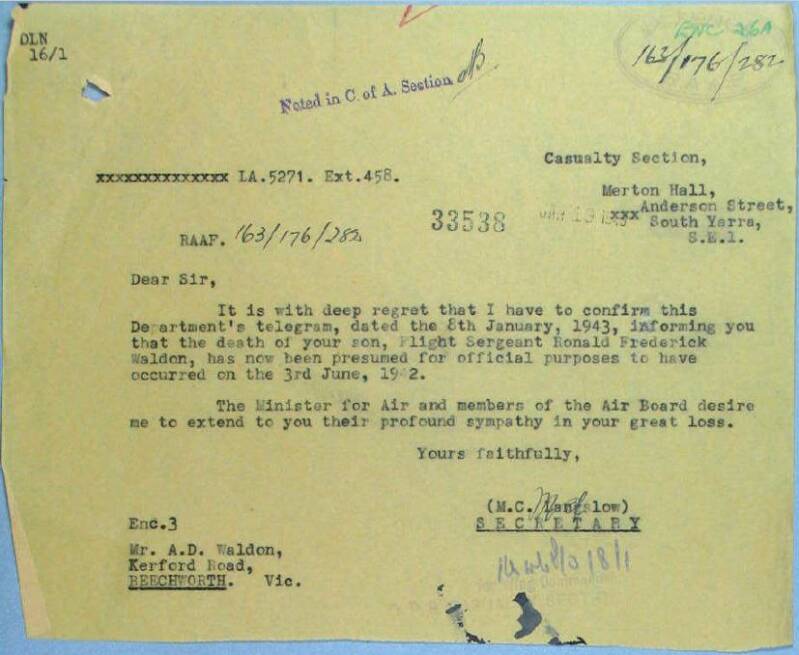 DLN
16/1
ENC 26A
163/176/282
Noted in C. of A. Section
Casualty Section,
xxxxxxxxxxxxxx LA.5271. Ext.458.
Merton Hall,
xxx Anderson Street,
33538
South Yarra,
RAAF. 163/176/282
S.E.1.
Dear Sir,
It is with deep regret that I have to confirm this
Department's telegram, dated the 8th January, 1943, informing you
that the death of your son, Flight Sergeant Ronald Frederick
Waldon, has now been presumed for official purposes to have
occurred on the 3rd June, 1942.
The Minister for Air and members of the Air Board desire
me to extend to you their profound sympathy in your great loss.
Yours faithfully,
(M.C. Langslow)
Enc.3
SECRETARY
Mr. A.D. Waldon,
Kerford Road,
BEECHWORTH. Vic.